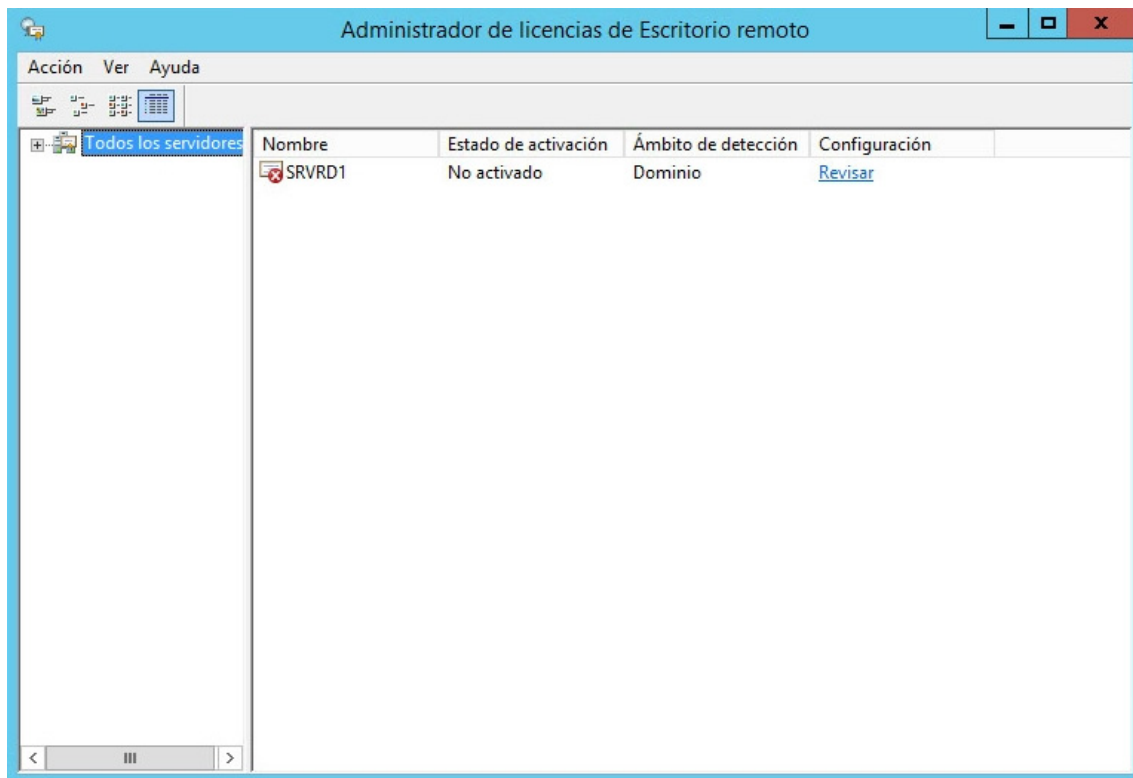 Administrador de licencias de Escritorio remoto
Acción Ver Ayuda
Todos los servidores
Nombre Estado de activación Ámbito de detección Configuración
SRVRD1 No activado Dominio Revisar